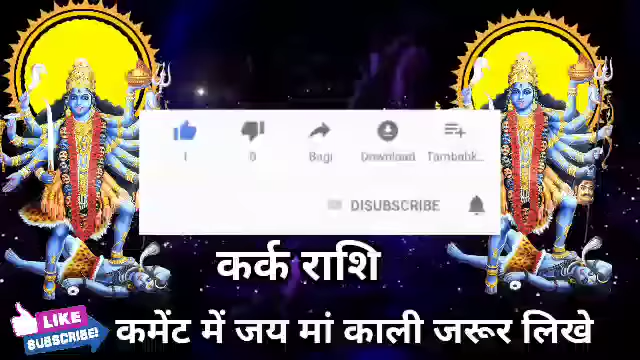 1 0 Bagi Download Tambahk...
DISUBSCRIBE
कर्क राशि
LIKE
SUBSCRIBE!
कमेंट में जय मां काली जरूर लिखे